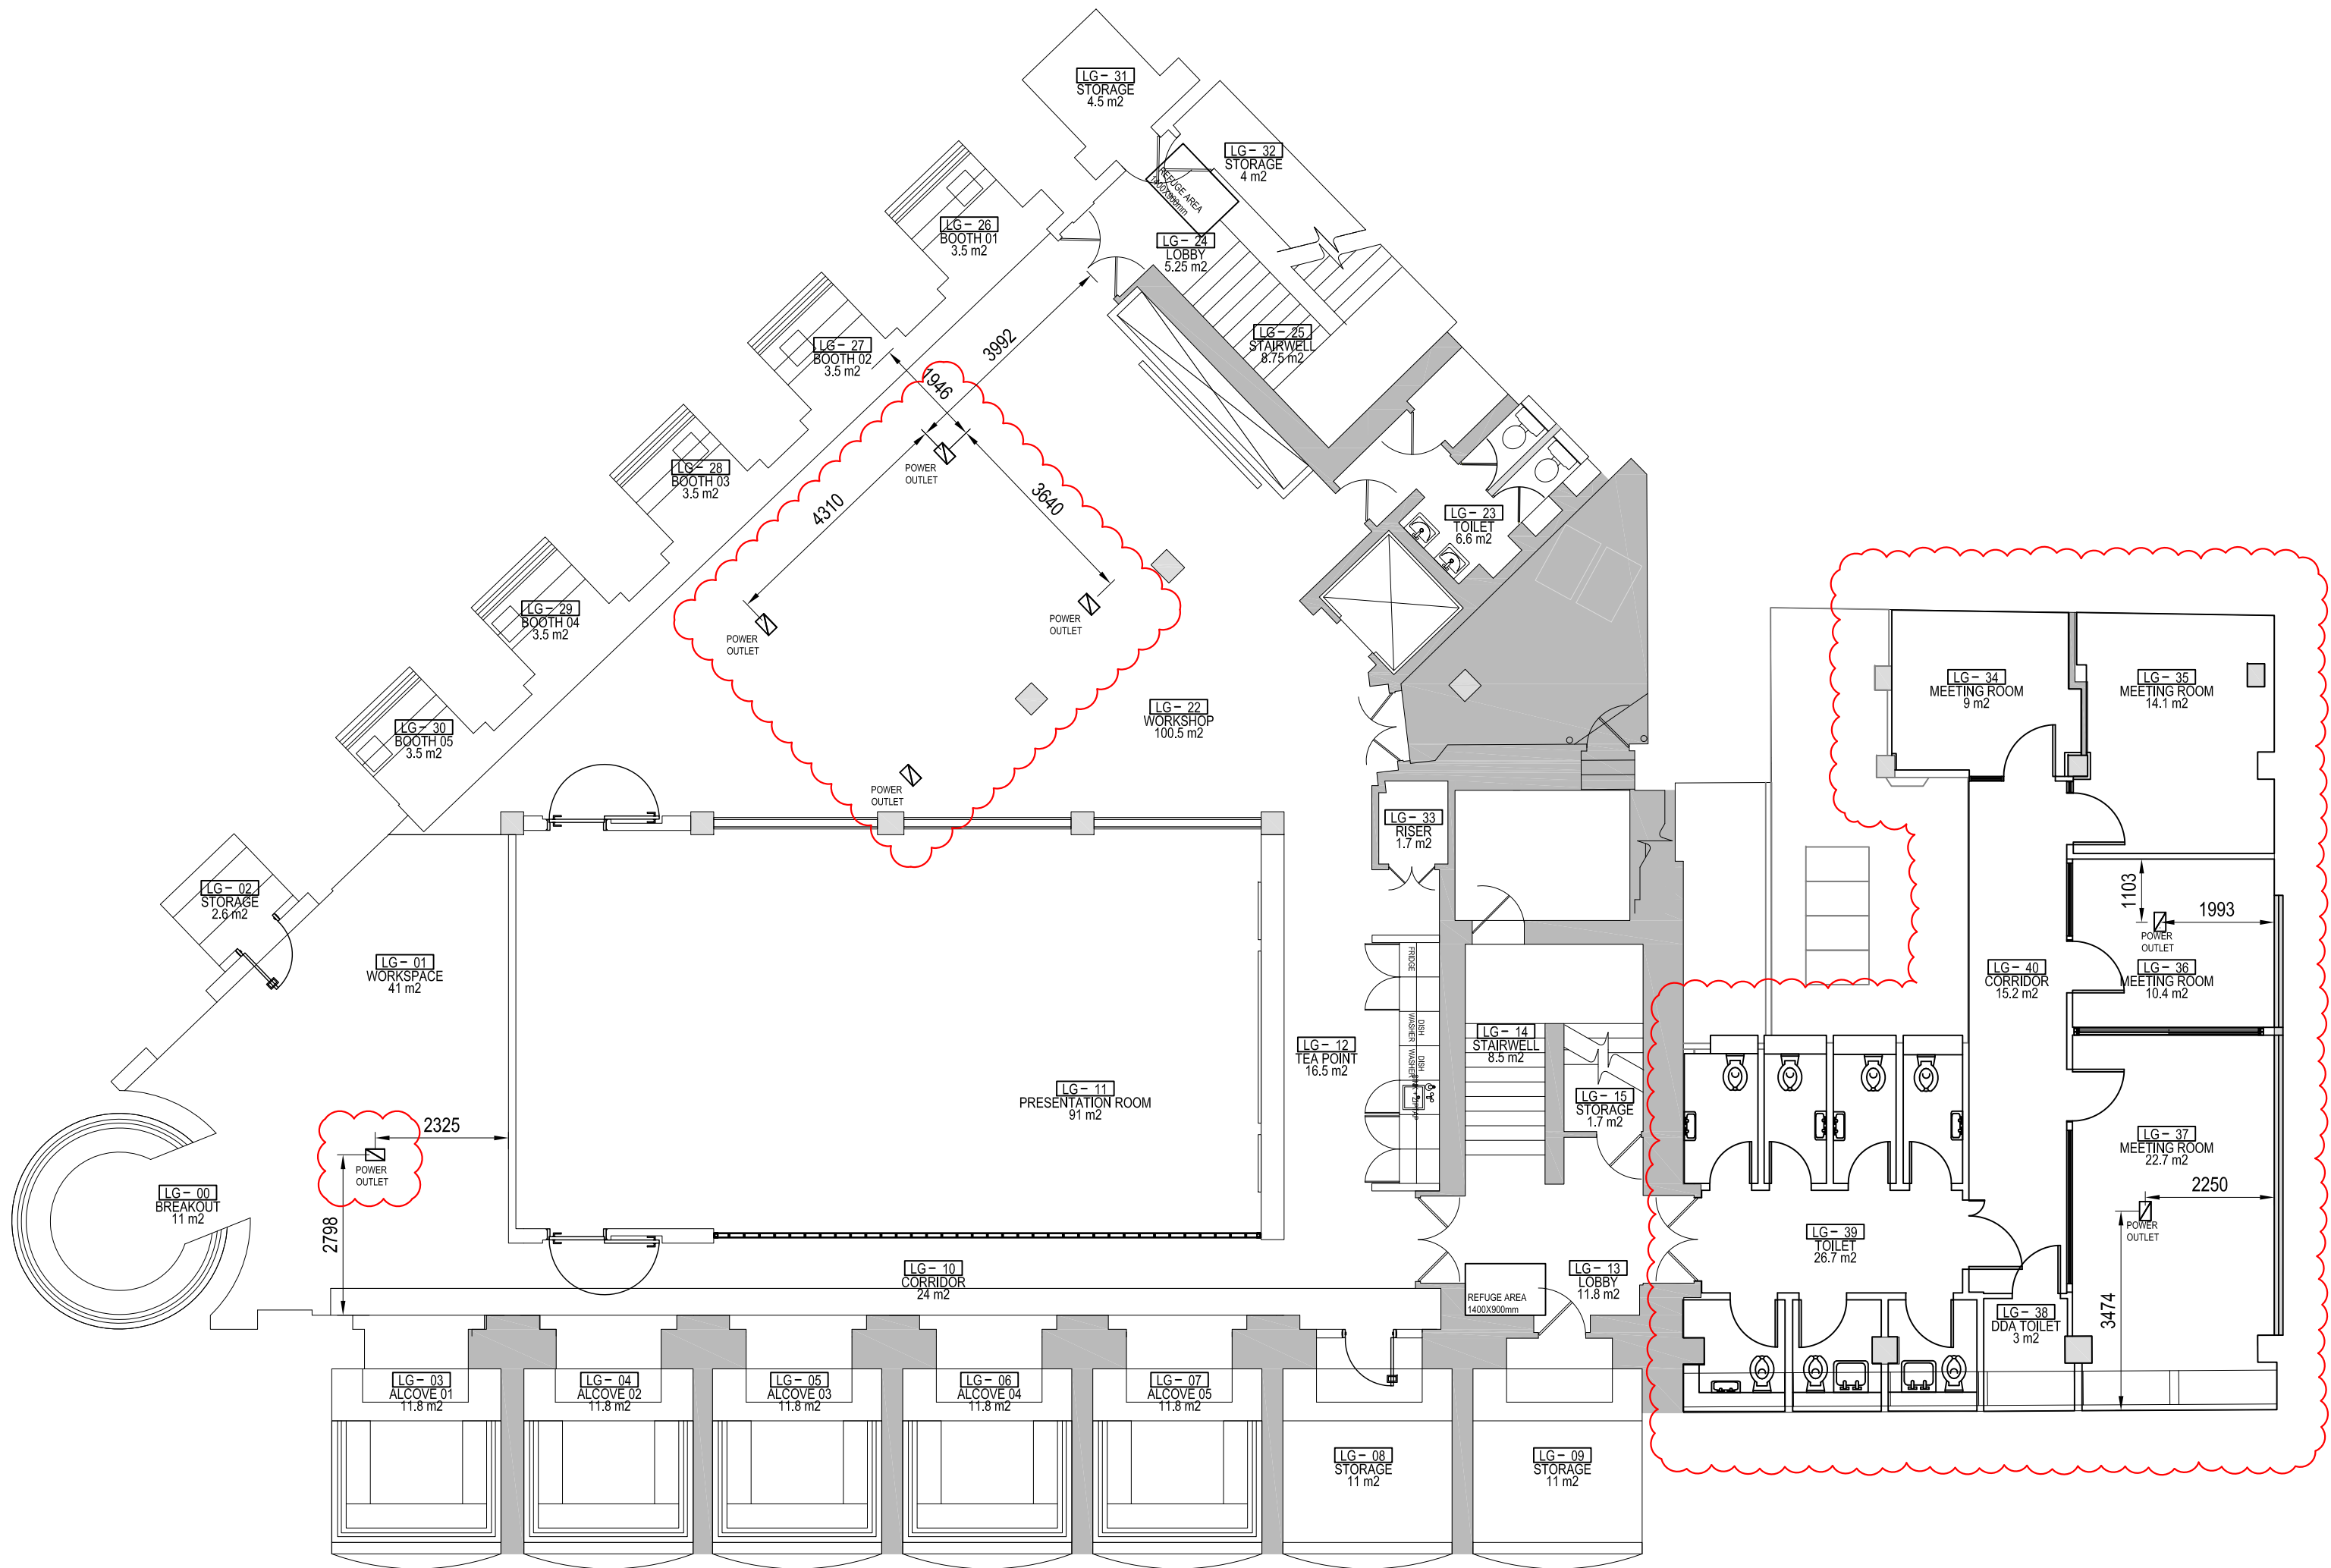 LG- 31
STORAGE
4.5 m2
LG- 32
STORAGE
4 m2
REFUGE AREA
1400X900mm
LG- 26
BOOTH 01
3.5 m2
LG- 24
LOBBY
5.25 m2
LG- 27
BOOTH 02
3.5 m2
LG- 25
STAIRWELL
8.75 m2
3992
1946
LG- 28
BOOTH 03
3.5 m2
POWER
OUTLET
4310
3640
LG- 23
TOILET
6.6 m2
LG- 29
BOOTH 04
3.5 m2
POWER
OUTLET
POWER
OUTLET
LG- 30
BOOTH 05
3.5 m2
LG- 22
WORKSHOP
100.5 m2
POWER
OUTLET
LG- 34
MEETING ROOM
9 m2
LG- 35
MEETING ROOM
14.1 m2
LG- 33
RISER
1.7 m2
LG- 02
STORAGE
2.6 m2
1103
1993
POWER
OUTLET
LG- 01
WORKSPACE
41 m2
FRIDGE
DISH
WASHER
DISH
WASHER
LG- 40
CORRIDOR
15.2 m2
LG- 36
MEETING ROOM
10.4 m2
LG- 12
TEA POINT
16.5 m2
LG- 14
STAIRWELL
8.5 m2
LG- 11
PRESENTATION ROOM
91 m2
LG- 15
STORAGE
1.7 m2
2325
POWER
OUTLET
LG- 37
MEETING ROOM
22.7 m2
LG- 00
BREAKOUT
11 m2
2250
POWER
OUTLET
2798
LG- 39
TOILET
26.7 m2
LG- 10
CORRIDOR
24 m2
LG- 13
LOBBY
11.8 m2
REFUGE AREA
1400X900mm
3474
LG- 38
DDA TOILET
3 m2
LG- 03
ALCOVE 01
11.8 m2
LG- 04
ALCOVE 02
11.8 m2
LG- 05
ALCOVE 03
11.8 m2
LG- 06
ALCOVE 04
11.8 m2
LG- 07
ALCOVE 05
11.8 m2
LG- 08
STORAGE
11 m2
LG- 09
STORAGE
11 m2